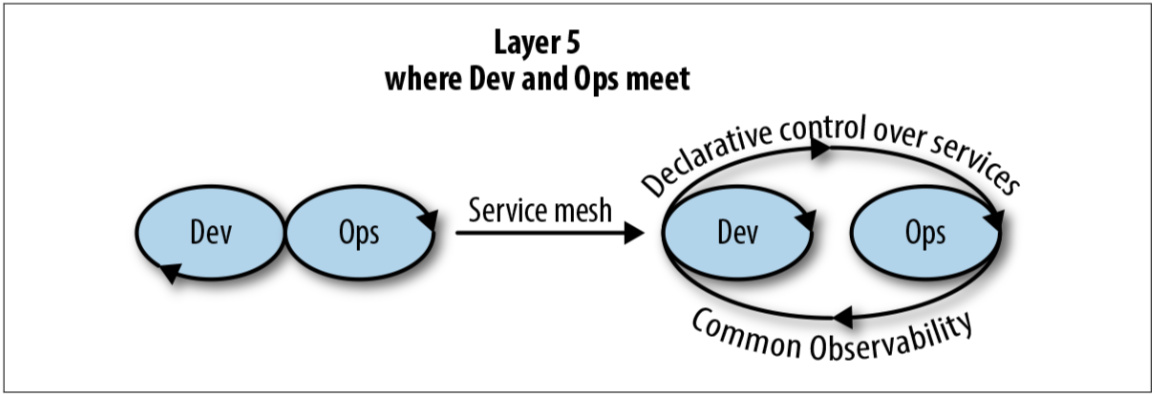 Layer 5
where Dev and Ops meet
Dev
Ops
Service mesh
Declarative control over services
Dev
Ops
Common Observability